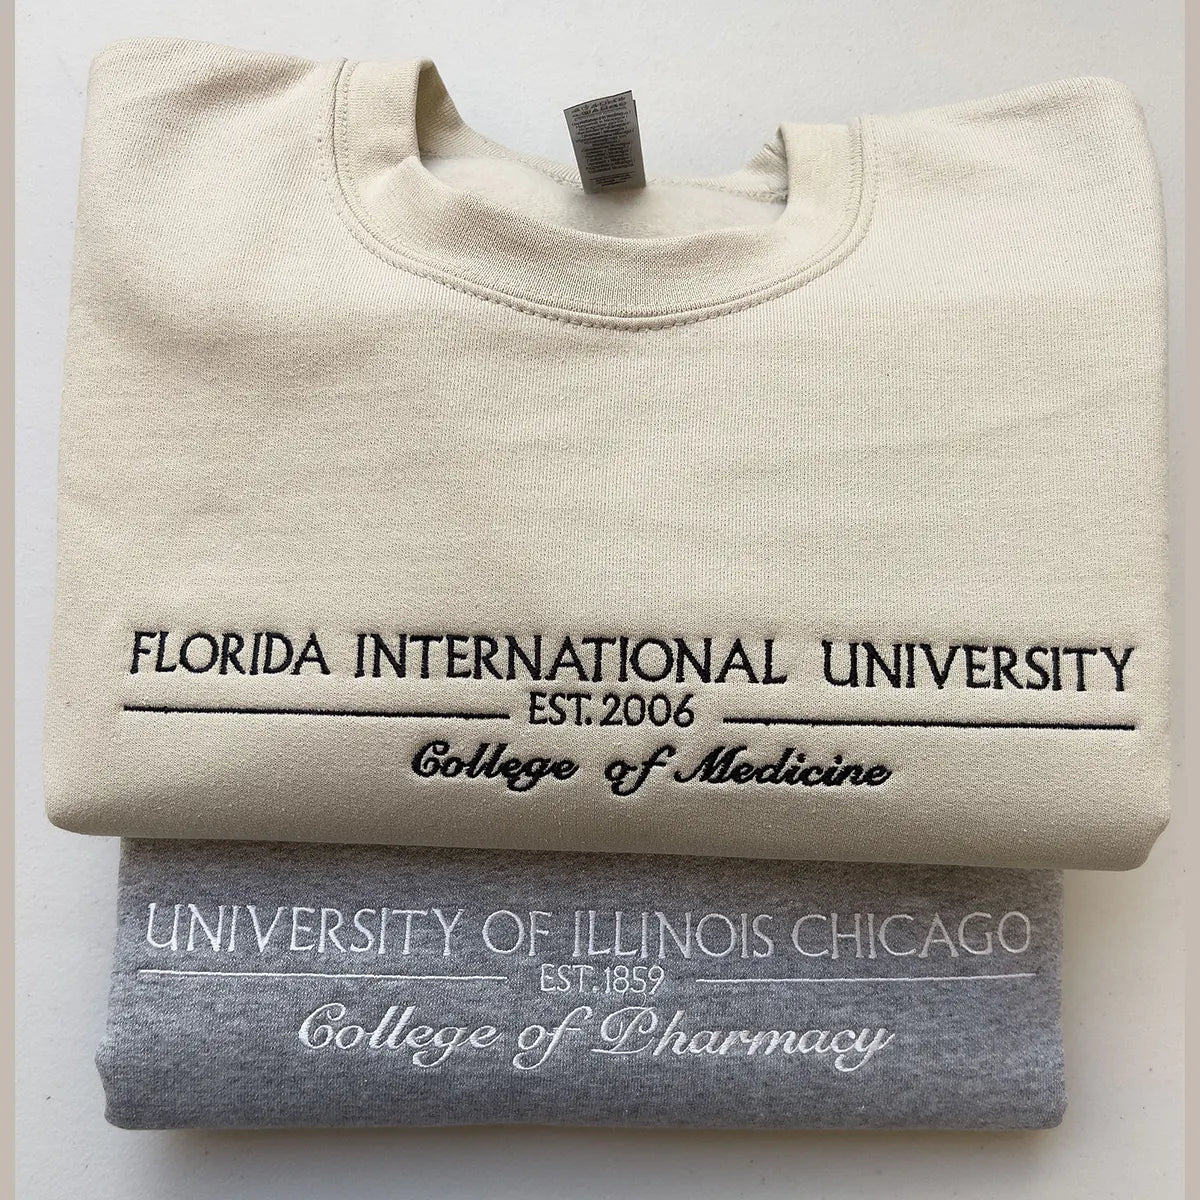 FLORIDA INTERNATIONAL UNIVERSITY
EST. 2006
College of Medicine
UNIVERSITY OF ILLINOIS CHICAGO
EST. 1859
College of Pharmacy